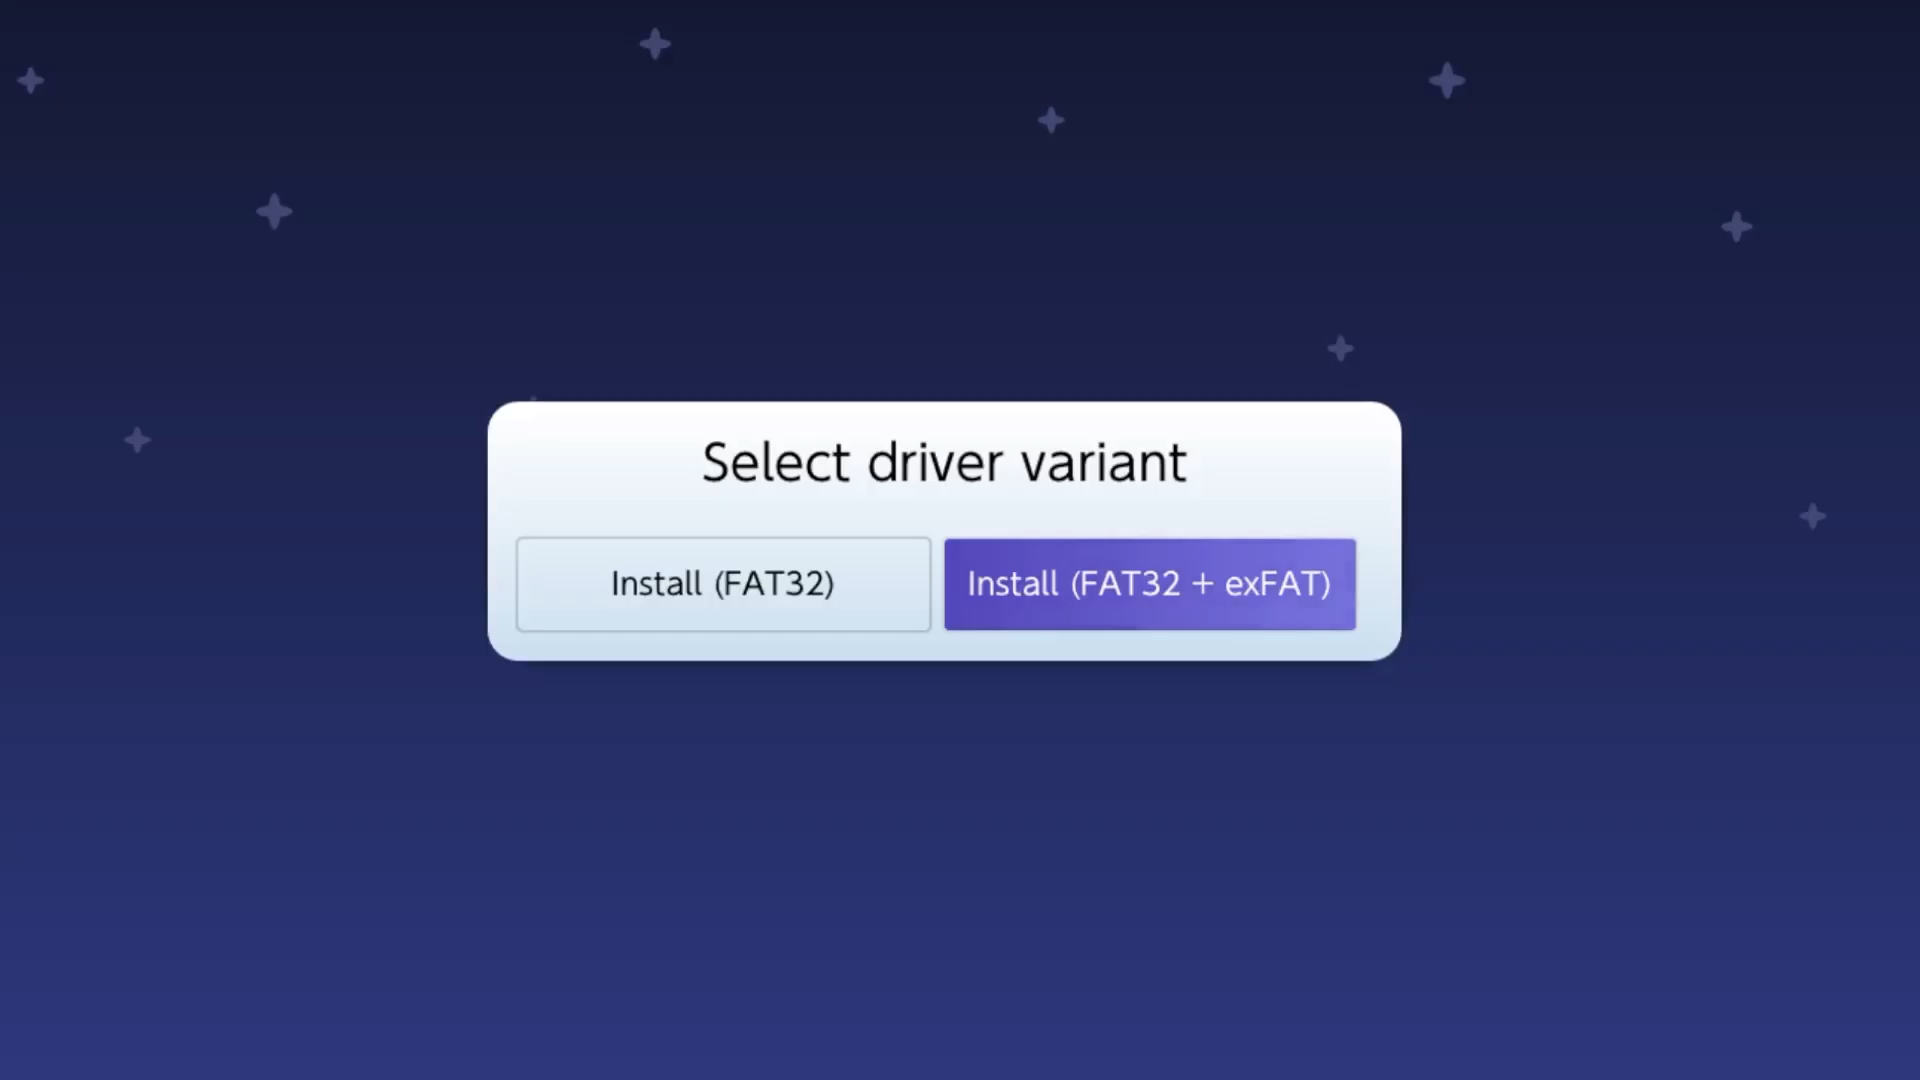 Select driver variant
Install (FAT32)
Install (FAT32 + exFAT)